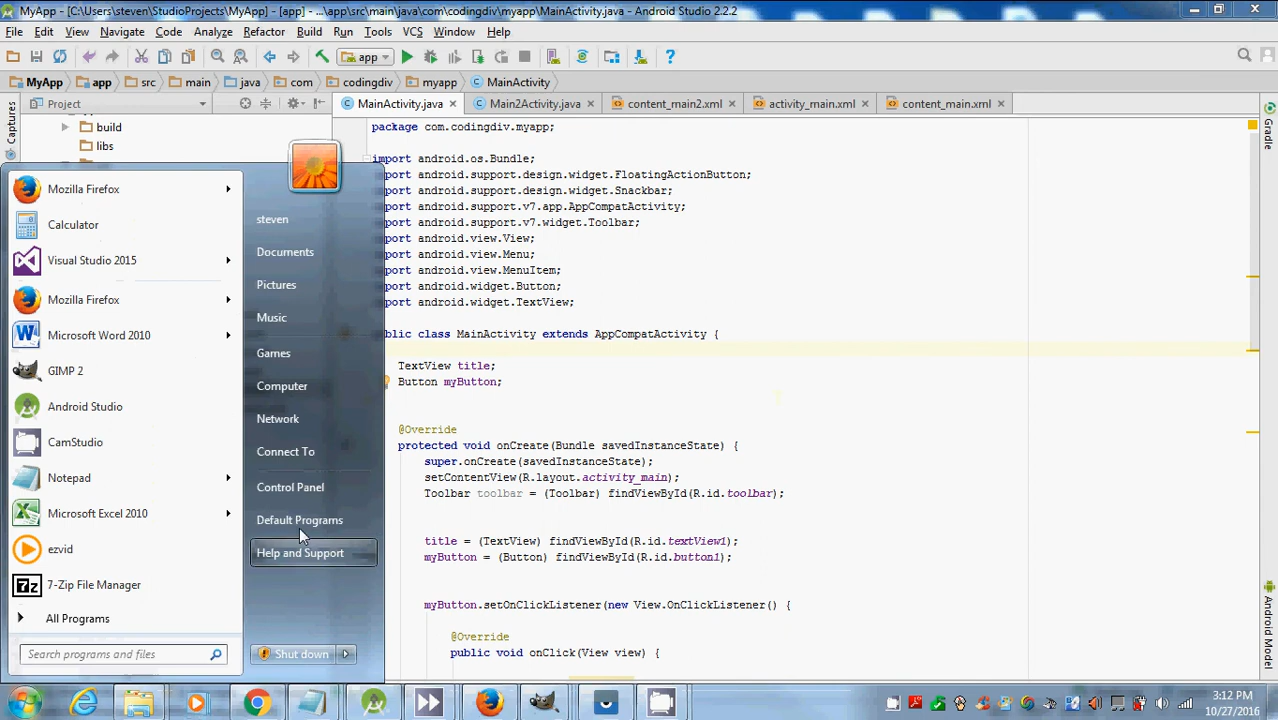 MyApp - [C:\Users\steven\StudioProjects\MyApp] - [app] - ...\app\src\main\java\com\codingdiv\myapp\MainActivity.java - Android Studio 2.2.2
File Edit View Navigate Code Analyze Refactor Build Run Tools VCS Window Help
app
MyApp app src main java com codingdiv myapp MainActivity
Captures
Project
build
libs
MainActivity.java Main2Activity.java content_main2.xml activity_main.xml content_main.xml
Gradle
Android Model
package com.codingdiv.myapp;
import android.os.Bundle;
import android.support.design.widget.FloatingActionButton;
import android.support.design.widget.Snackbar;
import android.support.v7.app.AppCompatActivity;
port android.support.v7.widget.Toolbar;
port android.view.View;
port android.view.Menu;
port android.view.MenuItem;
port android.widget.Button;
port android.widget.TextView;
blic class MainActivity extends AppCompatActivity {
TextView title;
Button myButton;
@Override
protected void onCreate(Bundle savedInstanceState) {
super.onCreate(savedInstanceState);
setContentView(R.layout.activity_main);
Toolbar toolbar = (Toolbar) findViewById(R.id.toolbar);
title = (TextView) findViewById(R.id.textView1);
myButton = (Button) findViewById(R.id.button1);
myButton.setOnClickListener(new View.OnClickListener() {
@Override
public void onClick(View view) {
Mozilla Firefox
Calculator
Visual Studio 2015
Mozilla Firefox
Microsoft Word 2010
GIMP 2
Android Studio
CamStudio
Notepad
Microsoft Excel 2010
ezvid
7z 7-Zip File Manager
All Programs
Search programs and files
steven
Documents
Pictures
Music
Games
Computer
Network
Connect To
Control Panel
Default Programs
Help and Support
Shut down
3:12 PM
10/27/2016